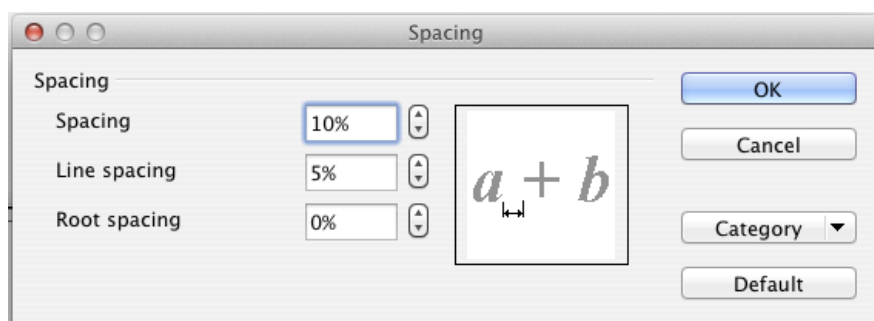 Spacing
Spacing
Spacing 10%
Line spacing 5%
Root spacing 0%
a + b
OK
Cancel
Category
Default